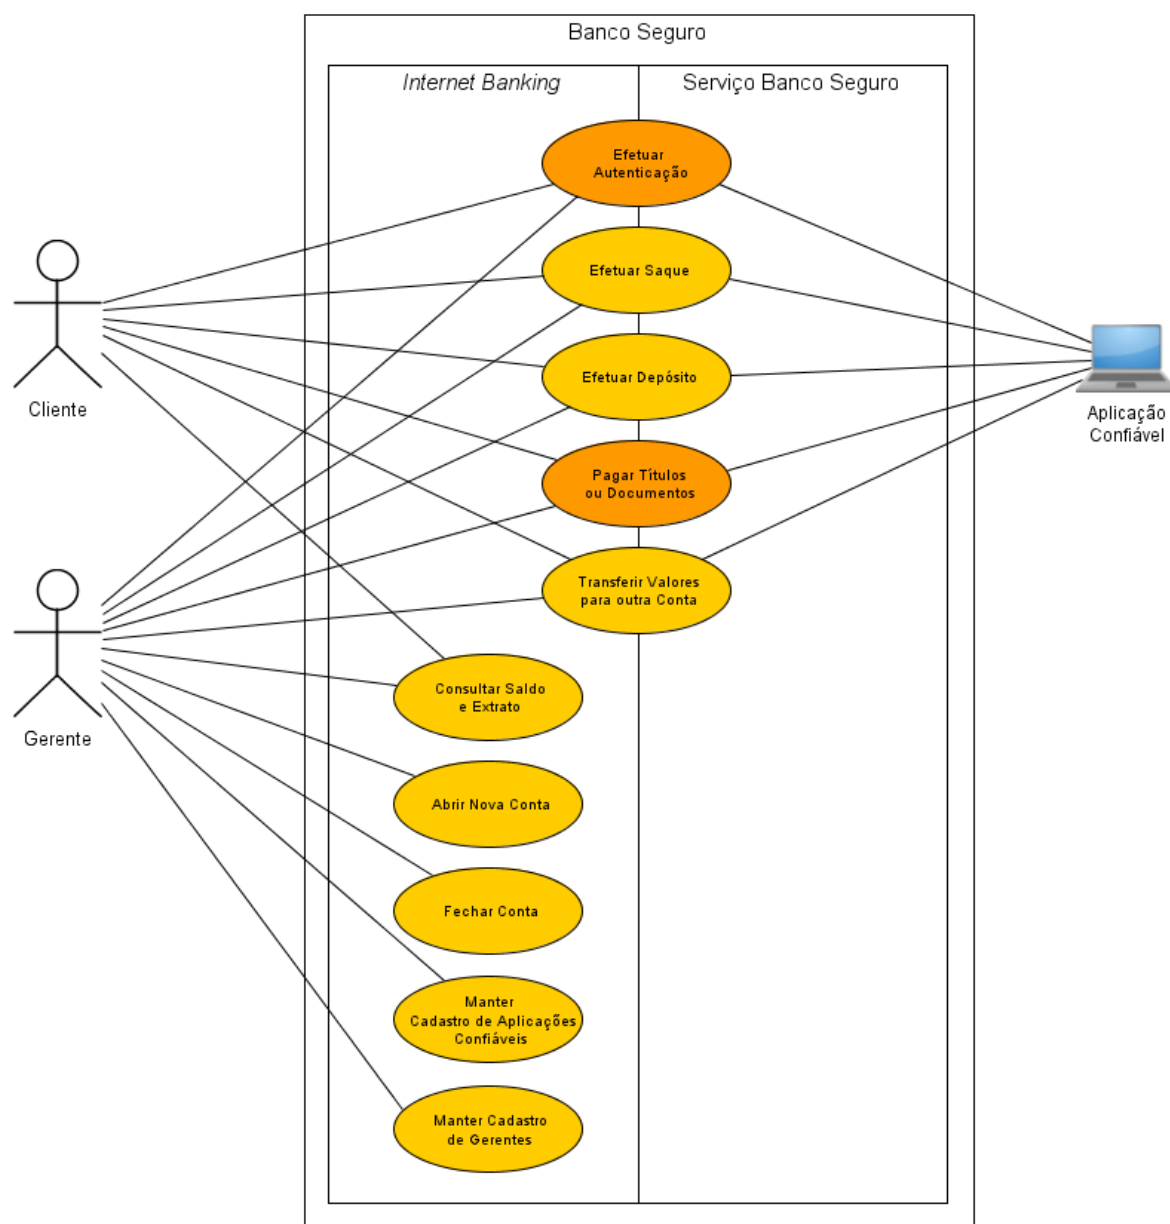 Banco Seguro
Internet Banking
Serviço Banco Seguro
Efetuar
Autenticação
Efetuar Saque
Efetuar Depósito
Pagar Títulos
ou Documentos
Transferir Valores
para outra Conta
Consultar Saldo
e Extrato
Abrir Nova Conta
Fechar Conta
Manter
Cadastro de Aplicações
Confiáveis
Manter Cadastro
de Gerentes
Cliente
Gerente
Aplicação
Confiável